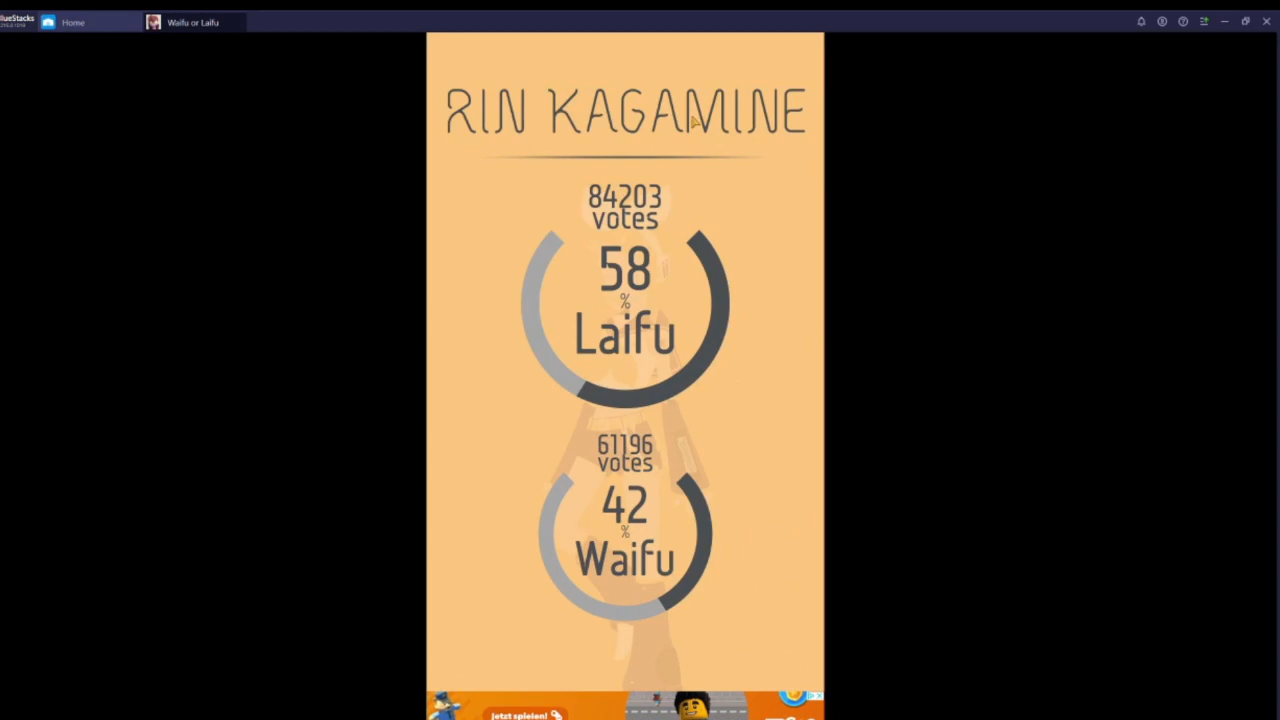 Home
Waifu or Laifu
RIN KAGAMINE
84203
votes
58
%
Laifu
61196
votes
42
%
Waifu
Jetzt spielen!